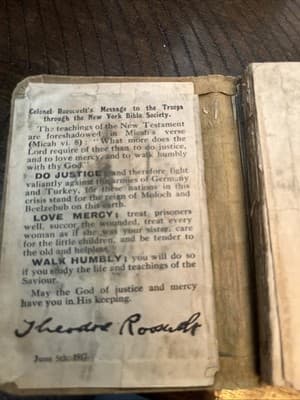 Colonel Roosevelt's Message to the Troops
through the New York Bible Society.
The teachings of the New Testament
are foreshadowed in Micah's verse
(Micah vi. 8): "What more does the
Lord require of thee than to do justice,
and to love mercy, and to walk humbly
with thy God."
DO JUSTICE; and therefore fight
valiantly against the armies of Germany
and Turkey, for these nations in this
crisis stand for the reign of Moloch and
Beelzebub on this earth.
LOVE MERCY; treat prisoners
well, succor the wounded, treat every
woman as if she was your sister, care
for the little children, and be tender to
the old and helpless.
WALK HUMBLY; you will do so
if you study the life and teachings of the
Saviour.
May the God of justice and mercy
have you in His keeping.
Theodore Roosevelt
June 5th, 1917.